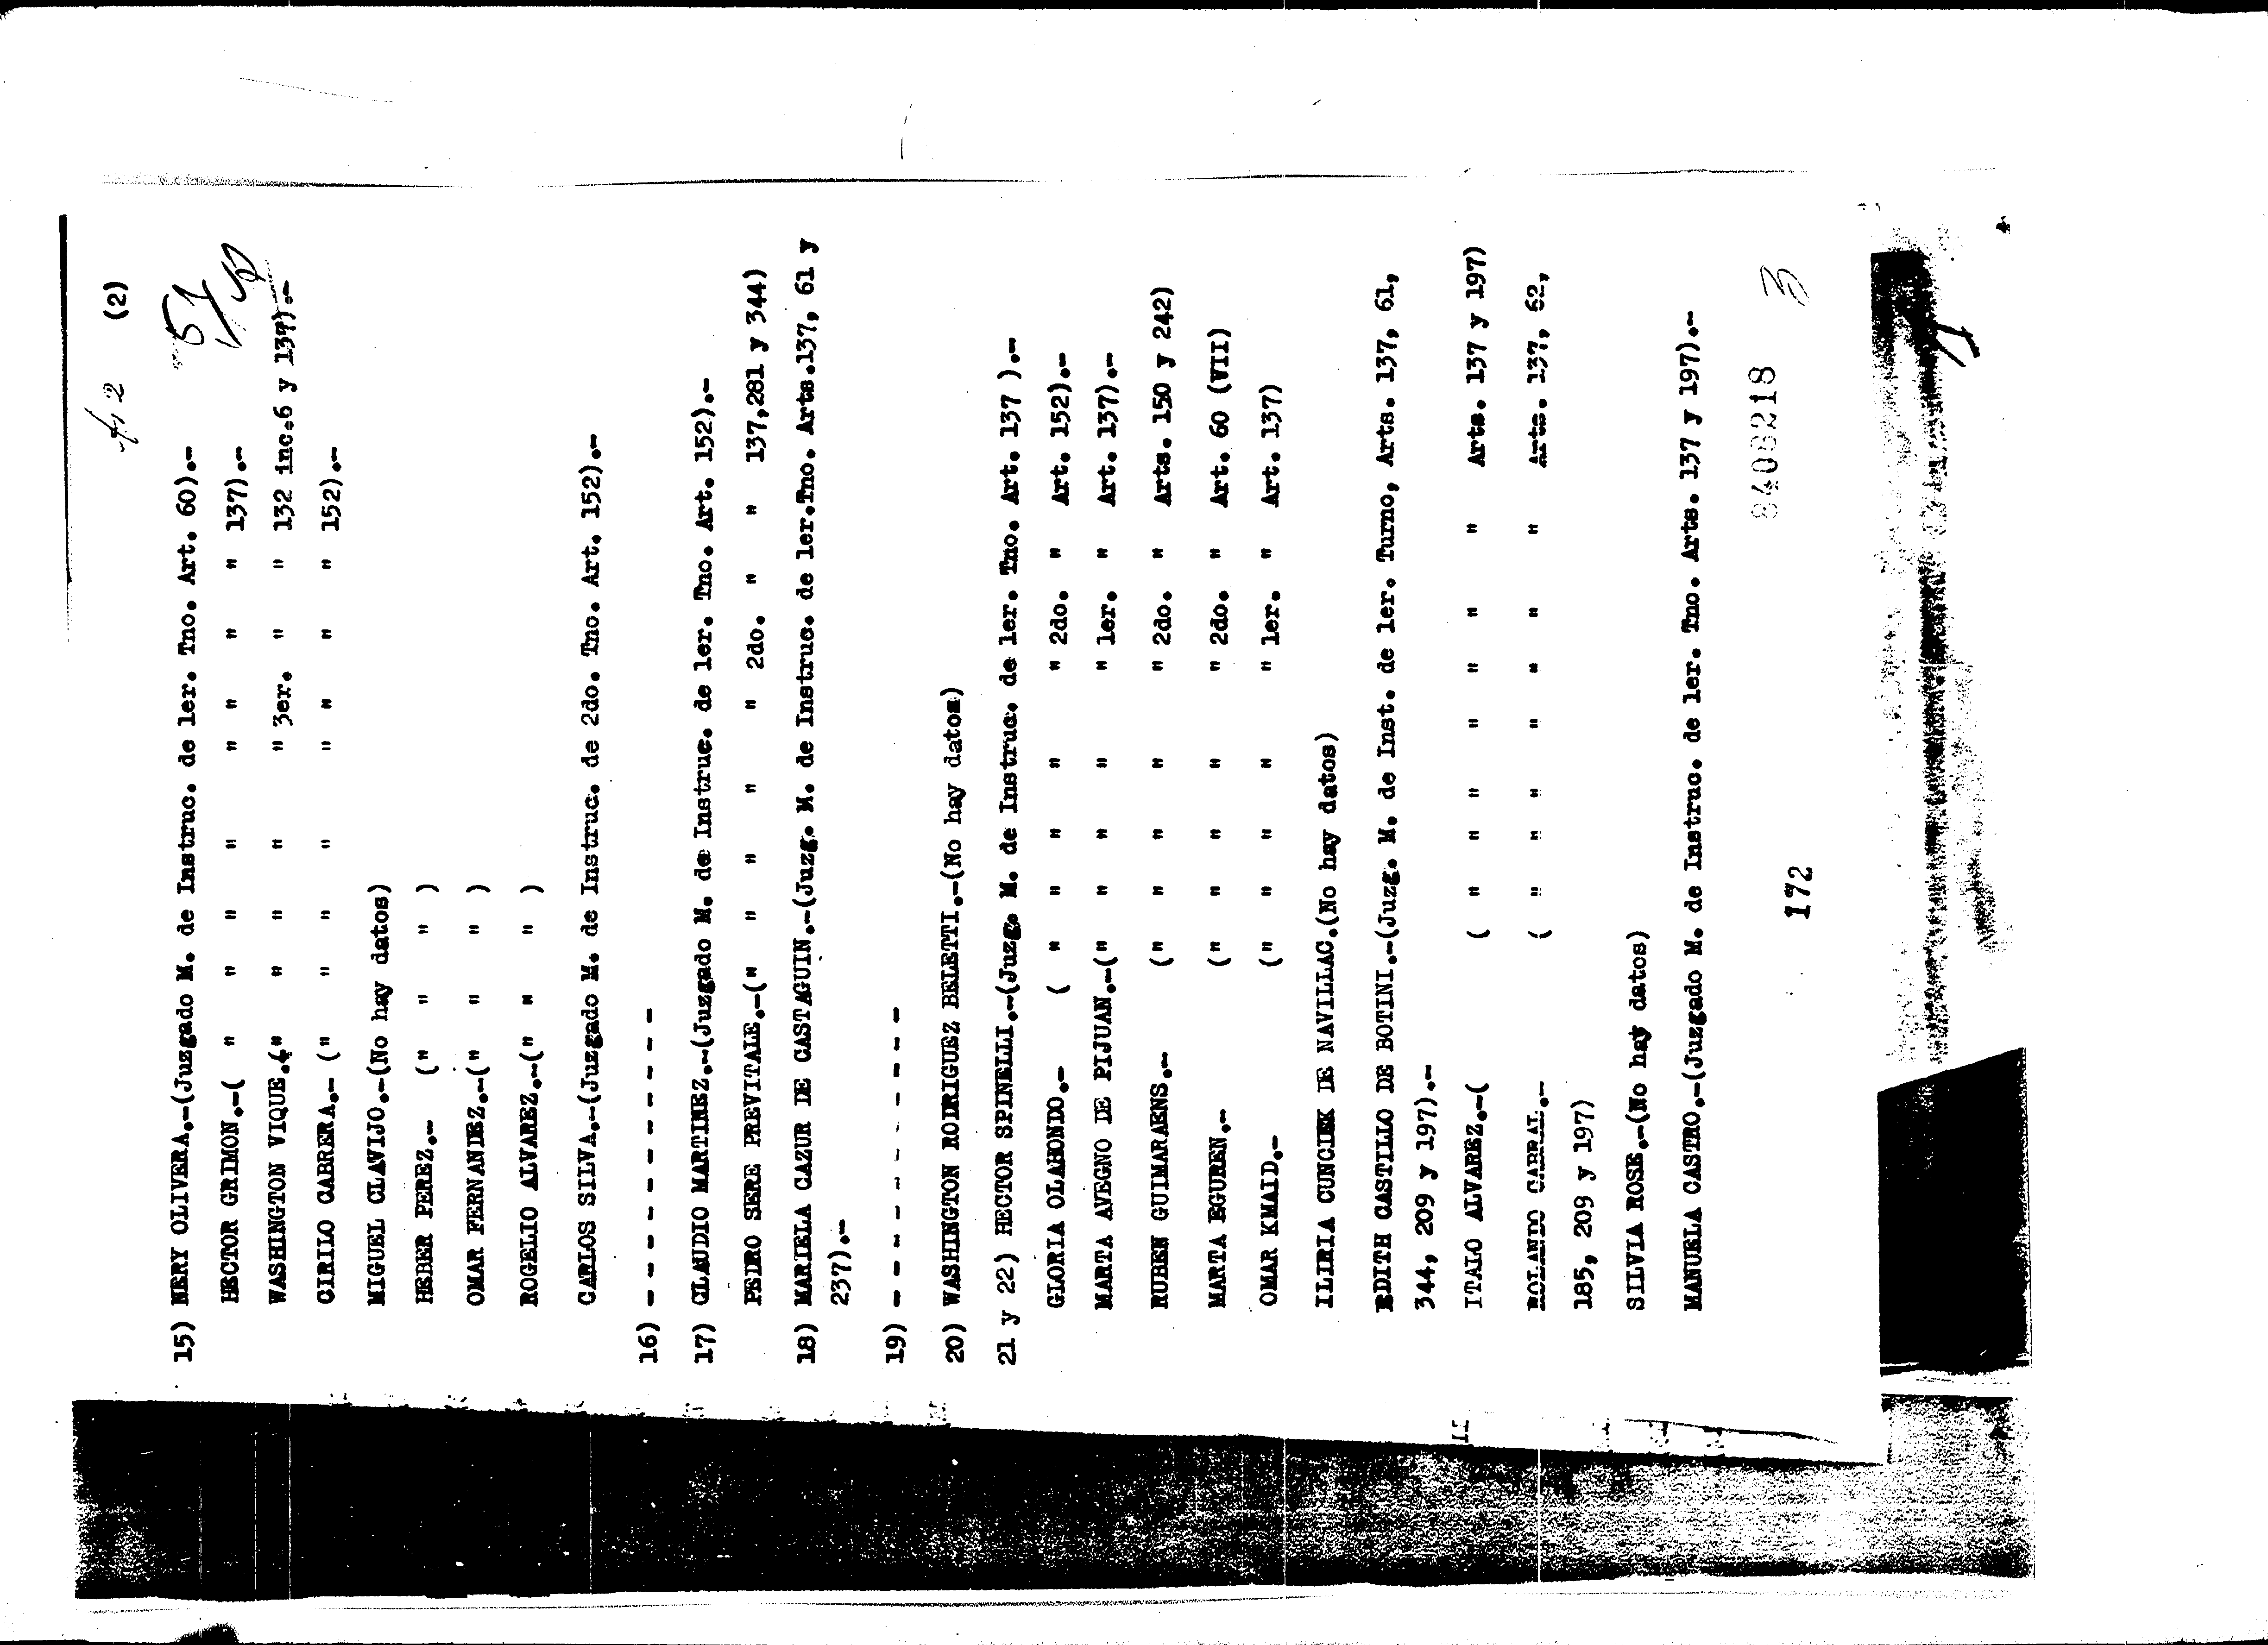 (2)
15) NERY OLIVERA.-(Juzgado M. de Instruc. de 1er. Tno. Art. 60).-
HECTOR GRIMON.-( " " " " " " " 137).-
WASHINGTON VIQUE.(" " " " 3er. " " 132 inc.6 y 137).-
CIRILO CABRERA.- (" " " " " " 152).-
MIGUEL CLAVIJO.-(No hay datos)
HEBER PEREZ.- (" " " )
OMAR FERNANDEZ.-(" " " )
ROGELIO ALVAREZ.-(" " " )
CARLOS SILVA.-(Juzgado M. de Instruc. de 2do. Tno. Art. 152).-
16) - - - - - - - - - - -
17) CLAUDIO MARTINEZ.-(Juzgado M. de Instruc. de 1er. Tno. Art. 152).-
PEDRO SERE PREVITALE.-(" " " " " 2do. " " 137,281 y 344)
18) MARIELA CAZUR DE CASTAGUIN.-(Juzg. M. de Instruc. de 1er.Tno. Arts.137, 61 y
237).-
19) - - - - - - - - - - -
20) WASHINGTON RODRIGUEZ BELETTI.-(No hay datos)
21 y 22) HECTOR SPINELLI.-(Juzg. M. de Instruc. de 1er. Tno. Art. 137 ).-
GLORIA OLAHONDO.- ( " " " " " 2do. " Art. 152).-
MARTA AVEGNO DE PIJUAN.-(" " " " " 1er. " Art. 137).-
RUBEN GUIMARAENS.- (" " " " " 2do. " Arts. 150 y 242)
MARTA EGUREN.- (" " " " " 2do. " Art. 60 (VII)
OMAR KMAID.- (" " " " " 1er. " Art. 137)
ILIRIA CUNCIEK DE NAVILLAC.(No hay datos)
EDITH CASTILLO DE BOTINI.-(Juzg. M. de Inst. de 1er. Turno, Arts. 137, 61,
344, 209 y 197).-
ITALO ALVAREZ.-( ( " " " " " " " Arts. 137 y 197)
ROLANDO CABRAL.- ( " " " " " " " Arts. 137, 62,
185, 209 y 197)
SILVIA ROSE.-(No hay datos)
MANUELA CASTRO.-(Juzgado M. de Instruc. de 1er. Tno. Arts. 137 y 197).-
8408218
172
3